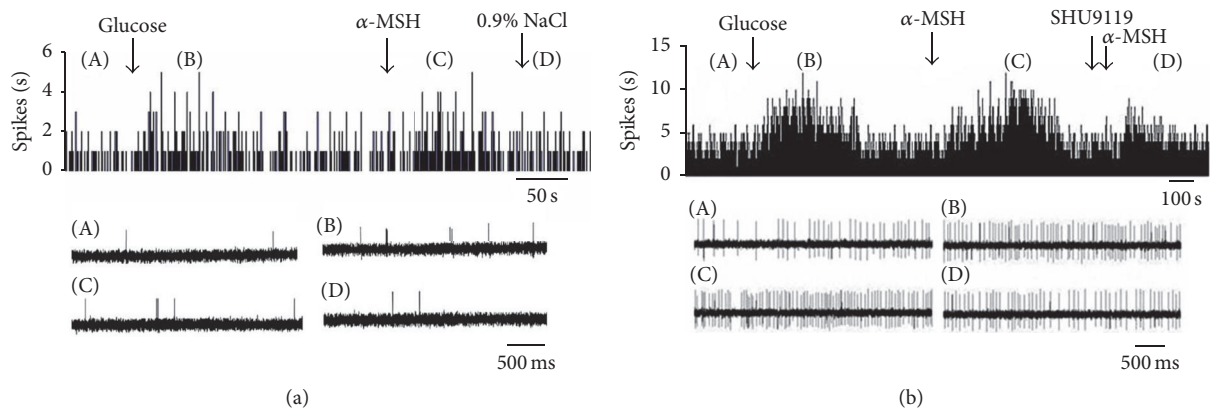 Glucose
α-MSH
0.9% NaCl
(A)
(B)
(C)
(D)
Spikes (s)
6
4
2
0
50 s
(A)
(B)
(C)
(D)
500 ms
(a)
Glucose
α-MSH
SHU9119
α-MSH
(A)
(B)
(C)
(D)
Spikes (s)
15
10
5
0
100 s
(A)
(B)
(C)
(D)
500 ms
(b)